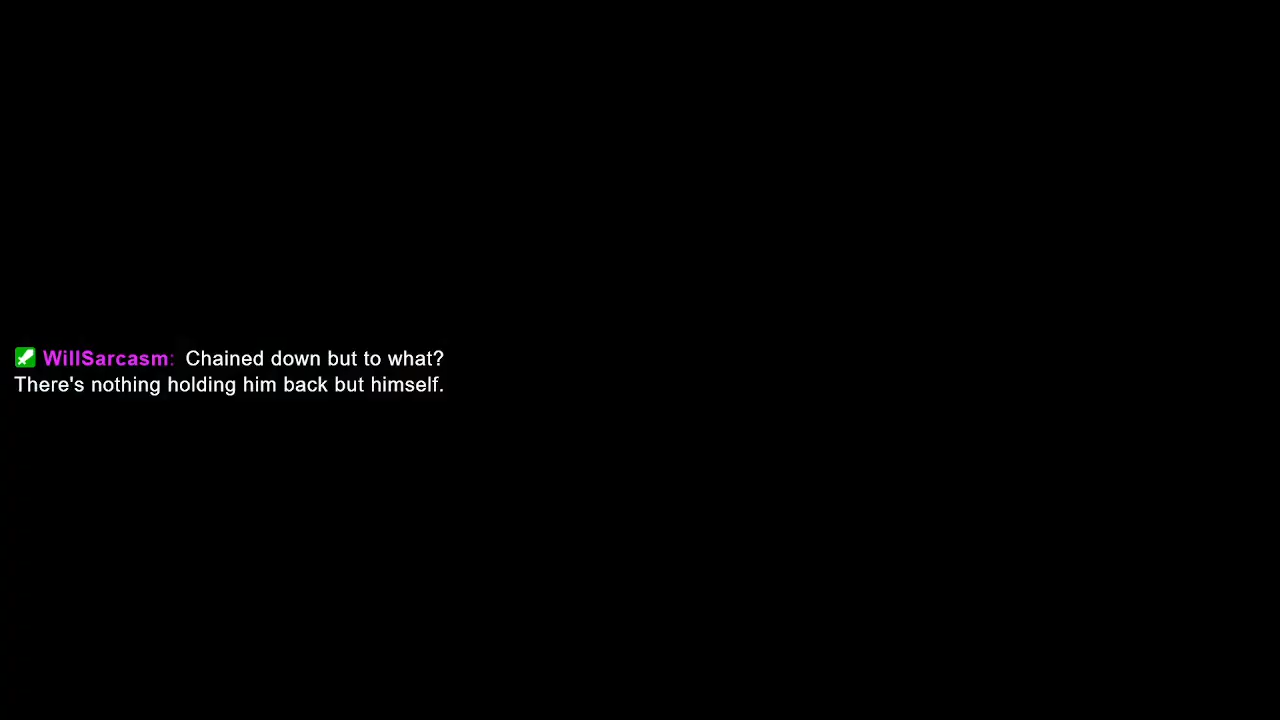 WillSarcasm: Chained down but to what?
There's nothing holding him back but himself.